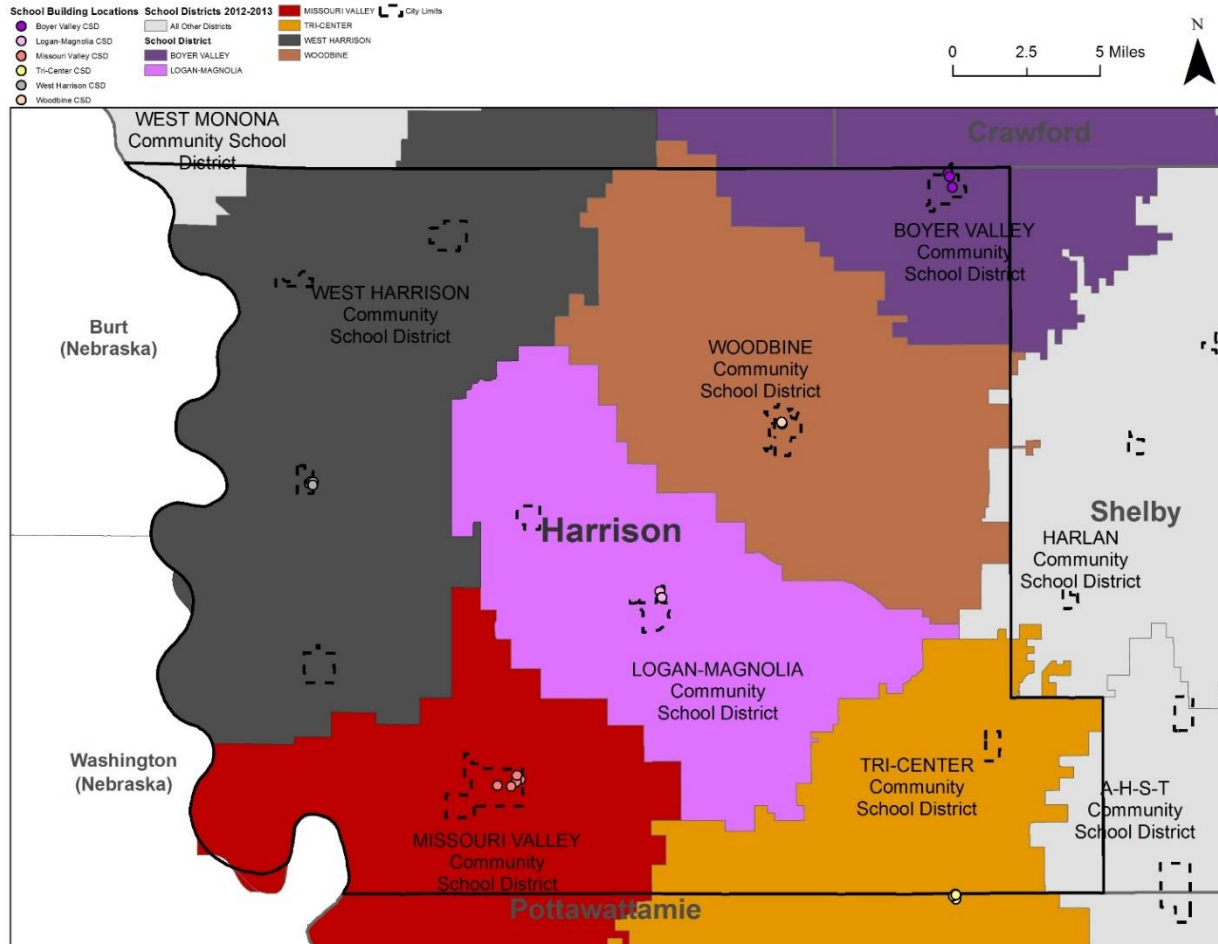 School Building Locations
Boyer Valley CSD
Logan-Magnolia CSD
Missouri Valley CSD
Tri-Center CSD
West Harrison CSD
Woodbine CSD
School Districts 2012-2013
All Other Districts
School District
BOYER VALLEY
LOGAN-MAGNOLIA
MISSOURI VALLEY
TRI-CENTER
WEST HARRISON
WOODBINE
City Limits
N
0 2.5 5 Miles
WEST MONONA
Community School
District
Crawford
BOYER VALLEY
Community
School District
WEST HARRISON
Community
School District
Burt
(Nebraska)
WOODBINE
Community
School District
Harrison
Shelby
HARLAN
Community
School District
LOGAN-MAGNOLIA
Community
School District
Washington
(Nebraska)
TRI-CENTER
Community
School District
A-H-S-T
Community
School District
MISSOURI VALLEY
Community
School District
Pottawattamie